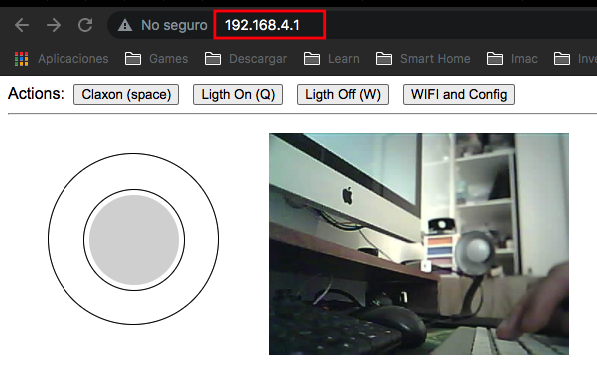 No seguro 192.168.4.1
Aplicaciones Games Descargar Learn Smart Home Imac Inve
Actions: Claxon (space) Ligth On (Q) Ligth Off (W) WIFI and Config